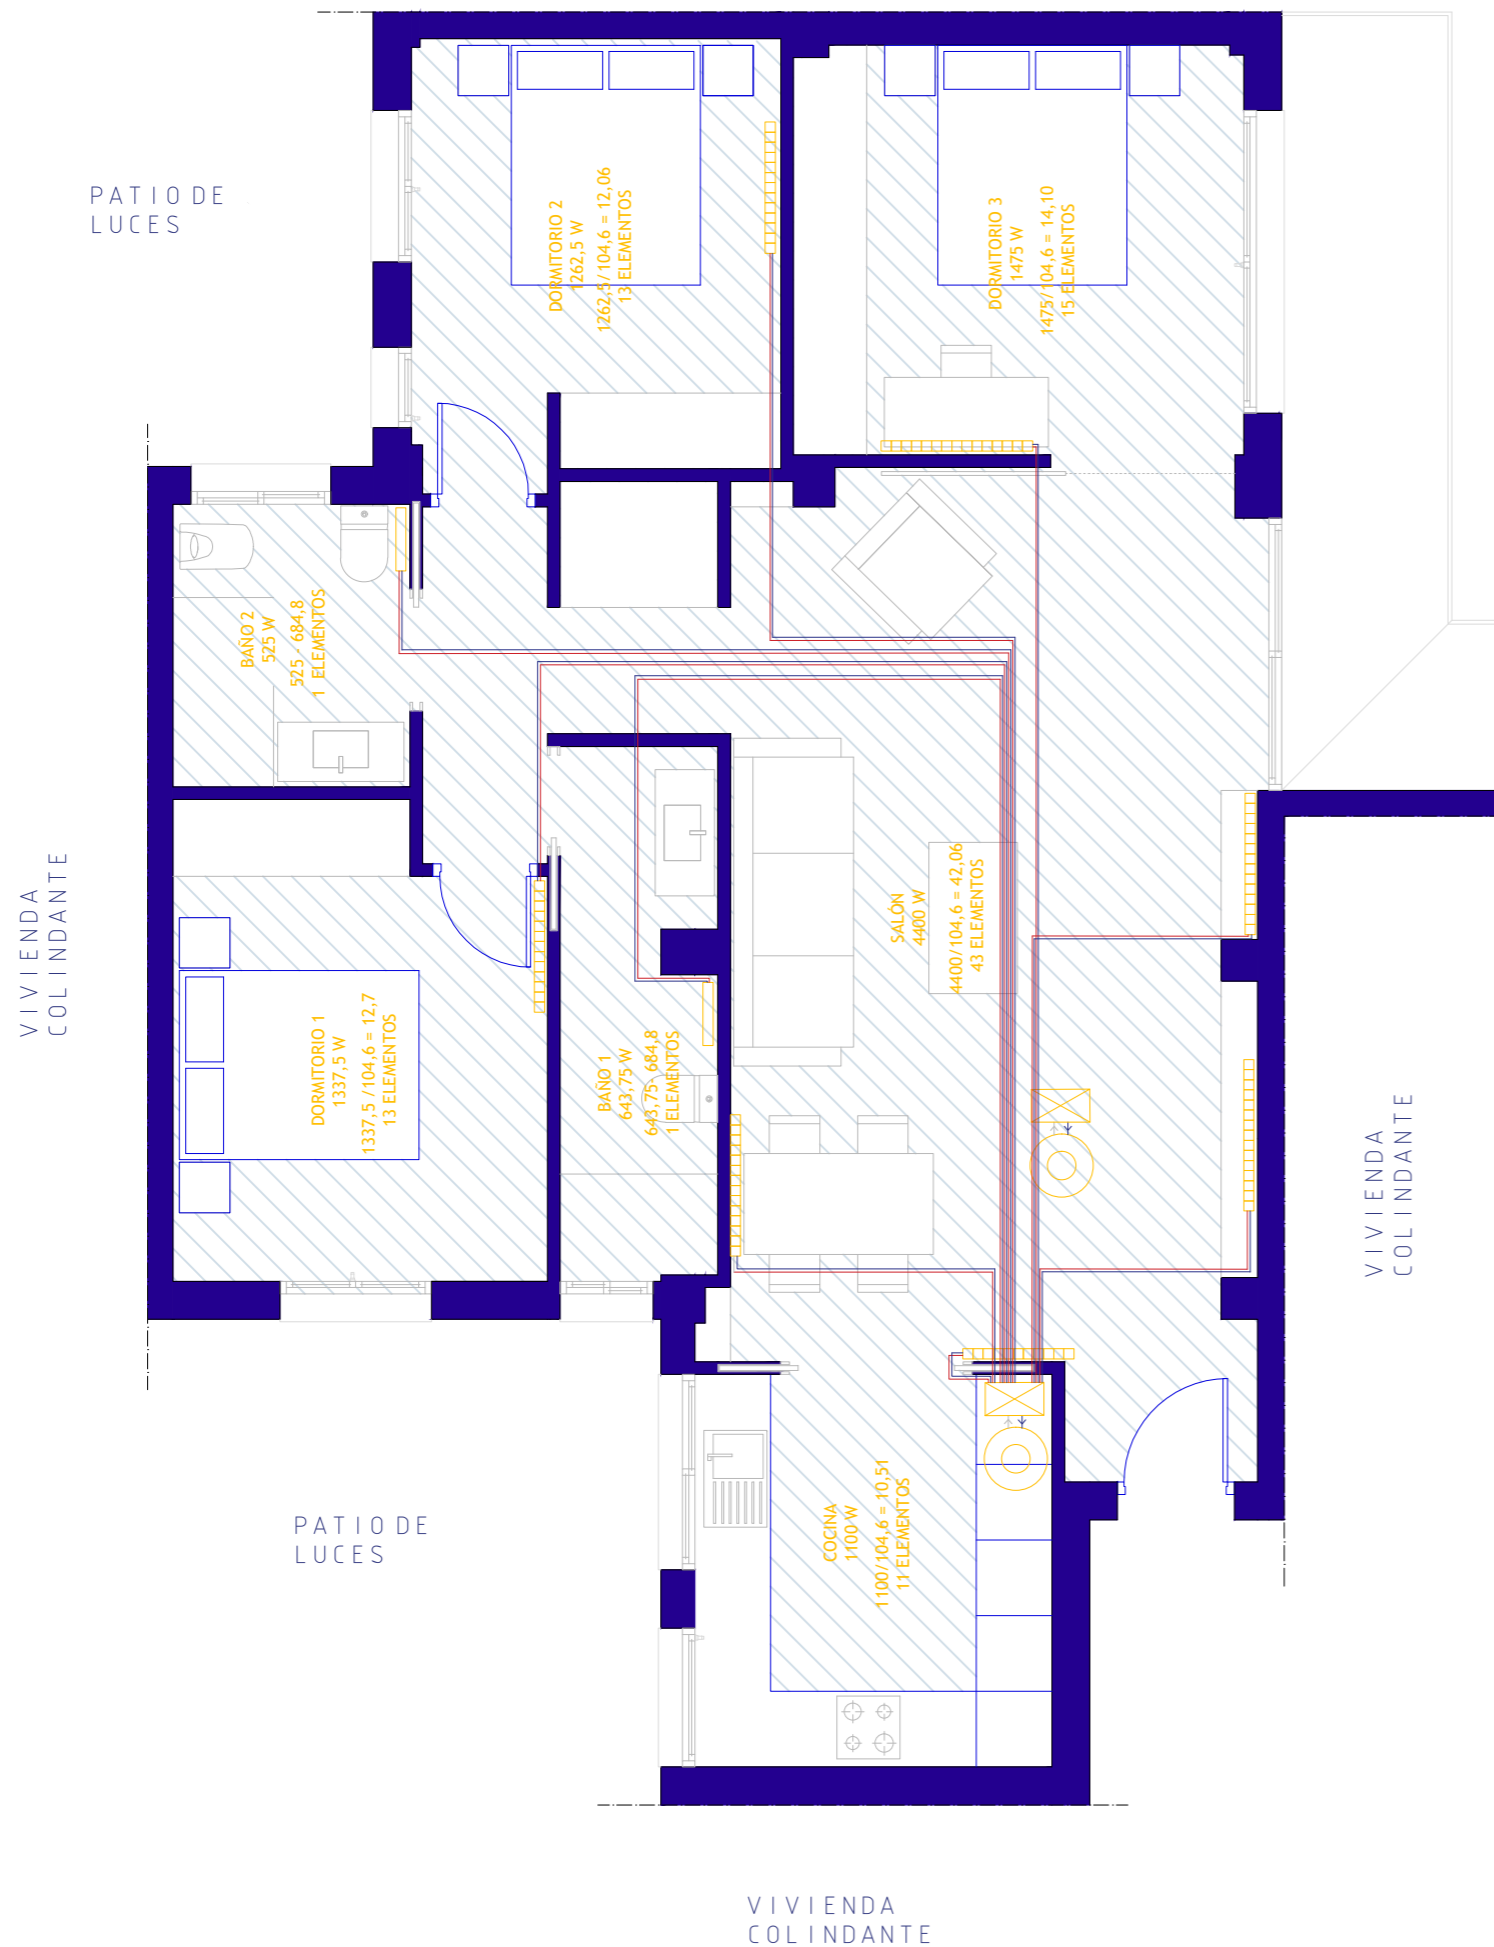 PATIO DE
LUCES
DORMITORIO 2
1262,5 W
1262,5/104,6 = 12,06
13 ELEMENTOS
DORMITORIO 3
1475 W
1475/104,6 = 14,10
15 ELEMENTOS
BAÑO 2
525 W
525 - 684,8
1 ELEMENTOS
VIVIENDA
COLINDANTE
SALÓN
4400 W
4400/104,6 = 42,06
43 ELEMENTOS
DORMITORIO 1
1337,5 W
1337,5 /104,6 = 12,7
13 ELEMENTOS
BAÑO 1
643,75 W
643,75- 684,8
1 ELEMENTOS
VIVIENDA
COLINDANTE
PATIO DE
LUCES
COCINA
1100 W
1100/104,6 = 10,51
11 ELEMENTOS
VIVIENDA
COLINDANTE